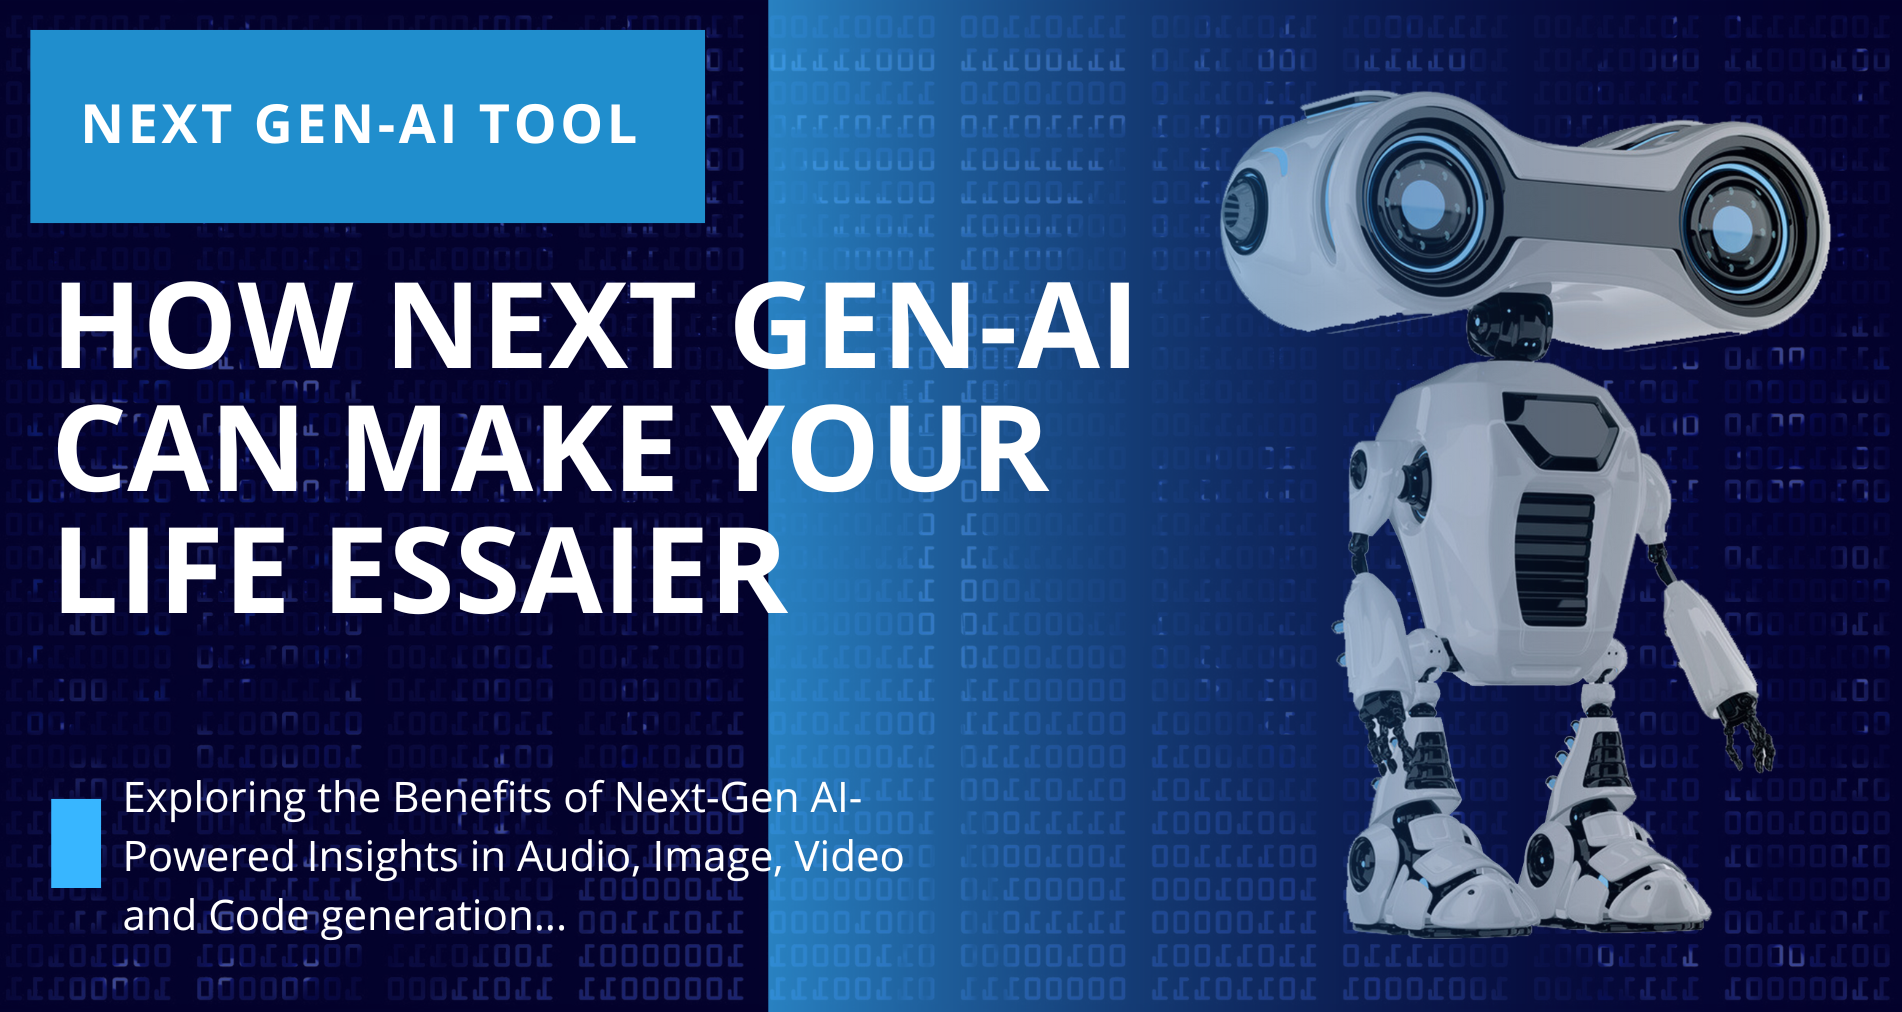 NEXT GEN-AI TOOL
HOW NEXT GEN-AI
CAN MAKE YOUR
LIFE ESSAIER
Exploring the Benefits of Next-Gen AI-
Powered Insights in Audio, Image, Video
and Code generation...